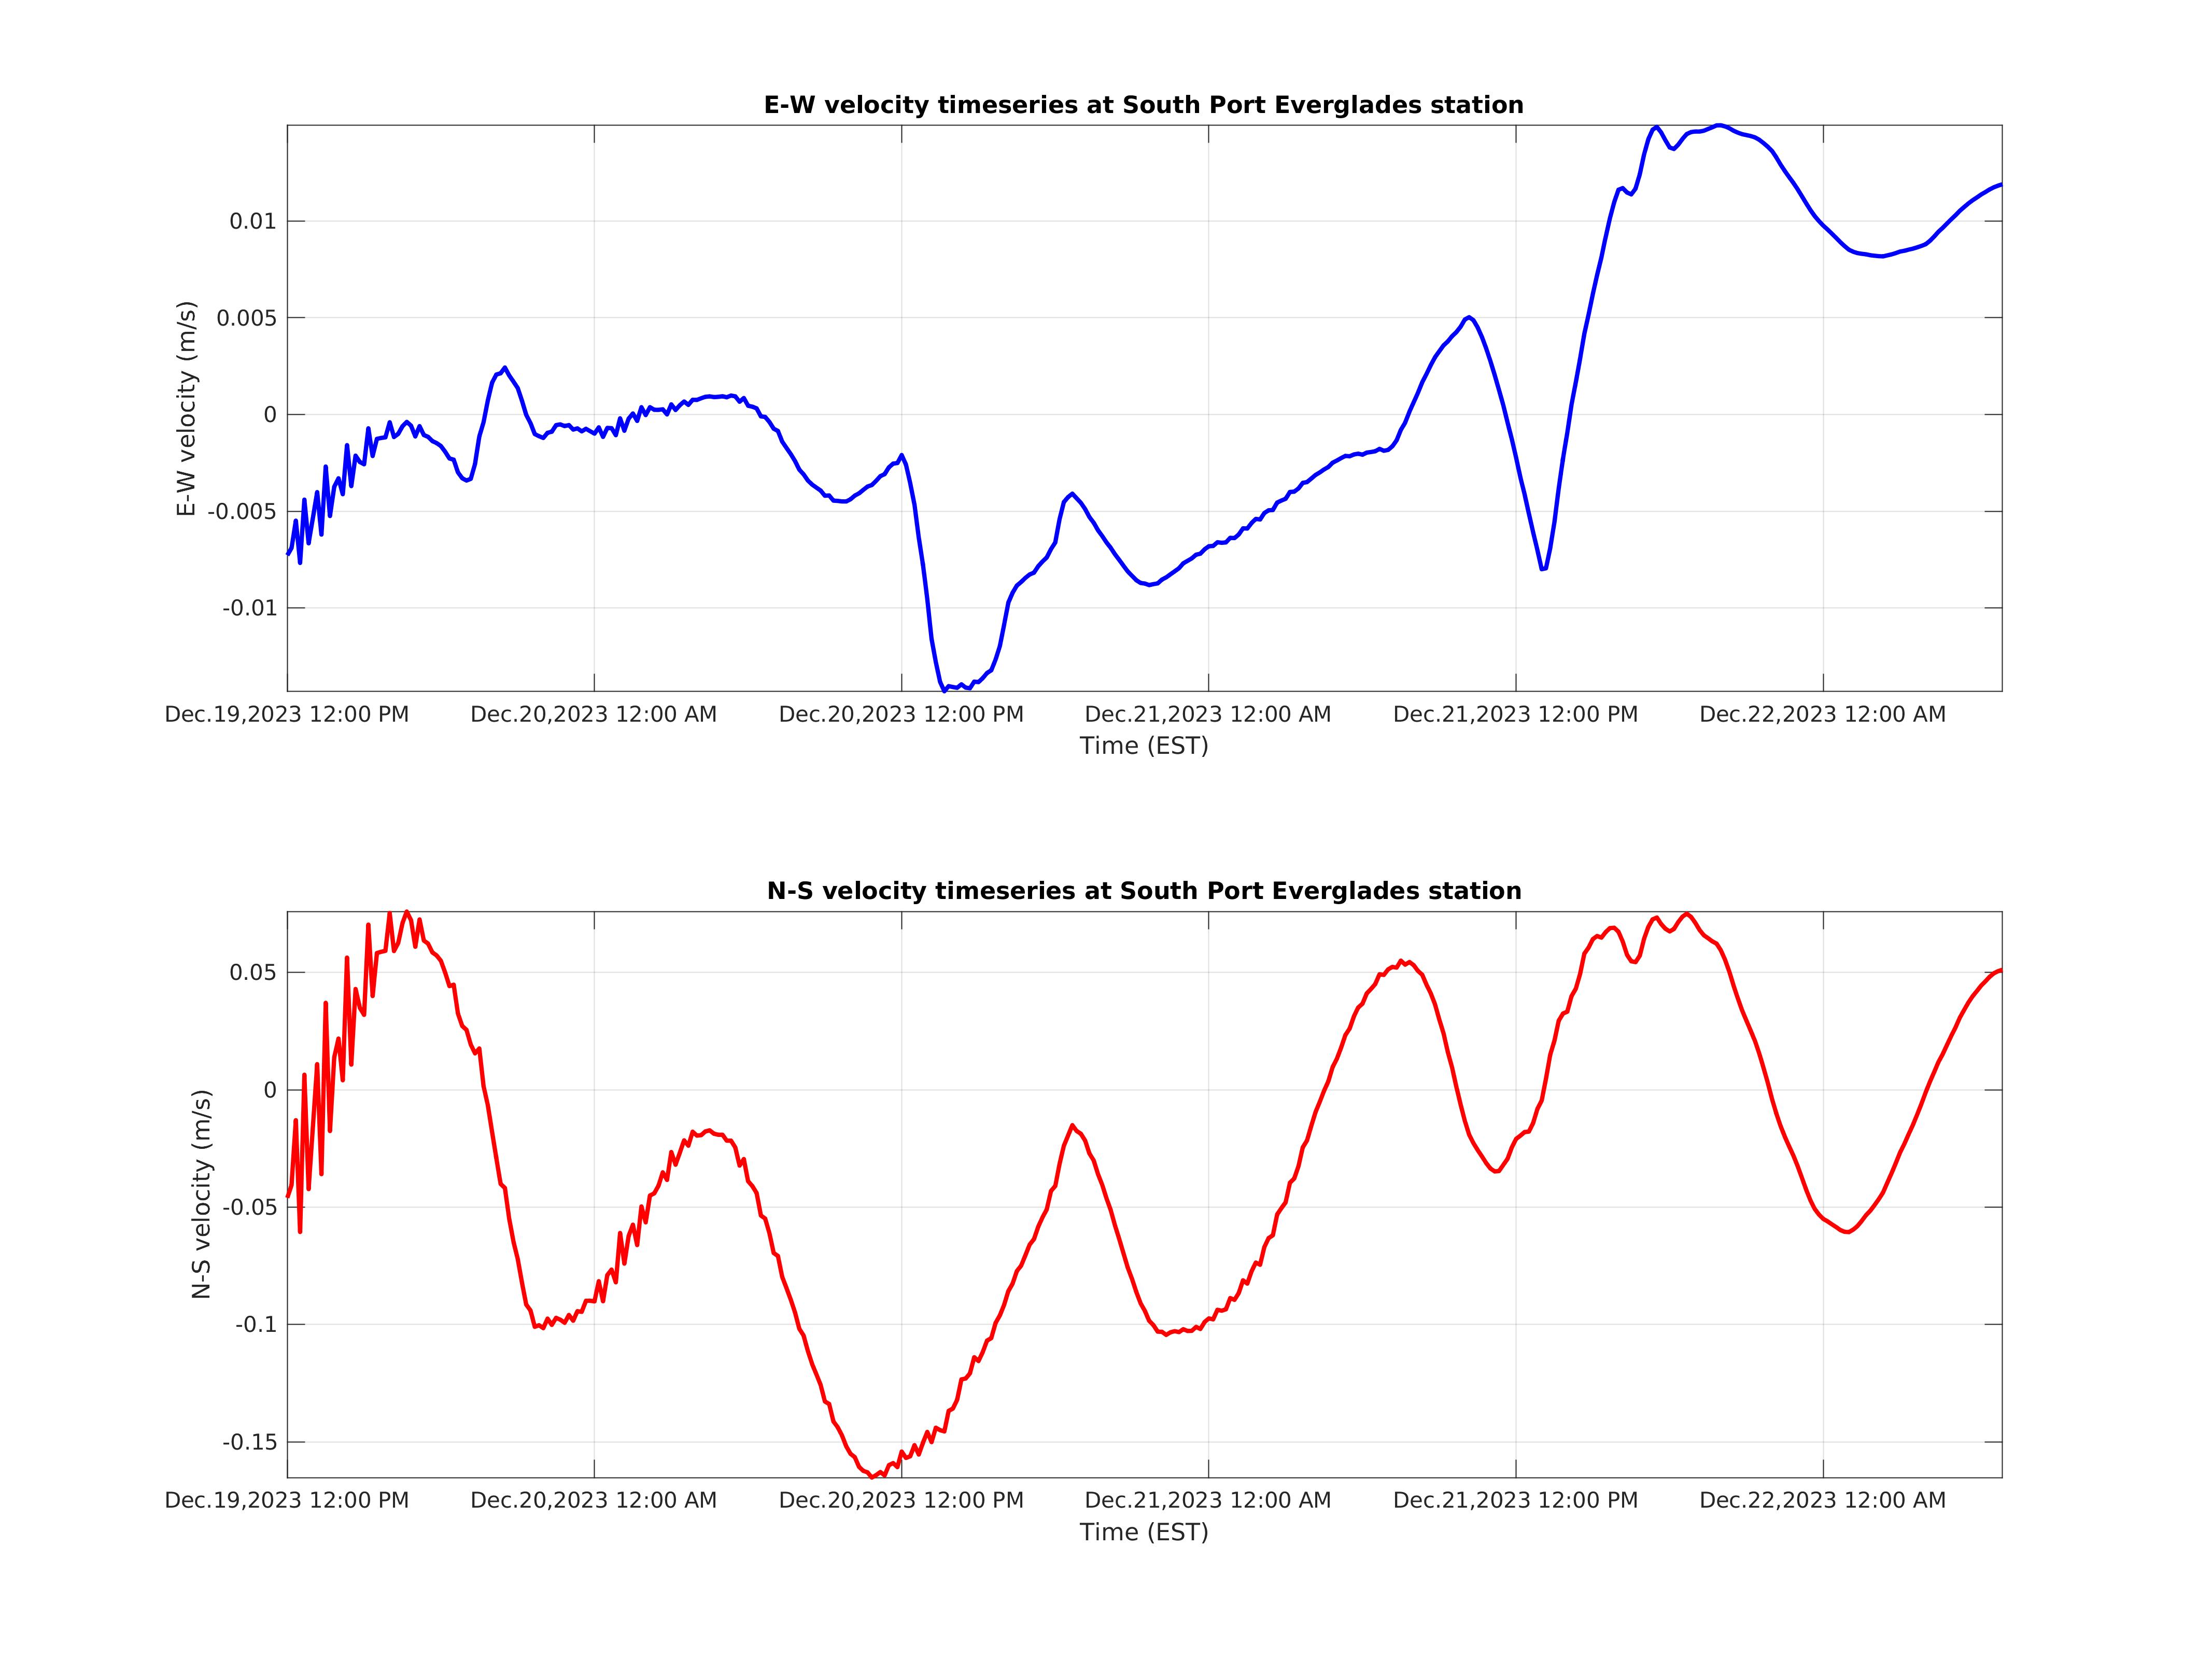 E-W velocity timeseries at South Port Everglades station
0.01
0.005
0
-0.005
-0.01
E-W velocity (m/s)
Dec.19,2023 12:00 PM Dec.20,2023 12:00 AM Dec.20,2023 12:00 PM Dec.21,2023 12:00 AM Dec.21,2023 12:00 PM Dec.22,2023 12:00 AM
Time (EST)
N-S velocity timeseries at South Port Everglades station
0.05
0
-0.05
-0.1
-0.15
N-S velocity (m/s)
Dec.19,2023 12:00 PM Dec.20,2023 12:00 AM Dec.20,2023 12:00 PM Dec.21,2023 12:00 AM Dec.21,2023 12:00 PM Dec.22,2023 12:00 AM
Time (EST)